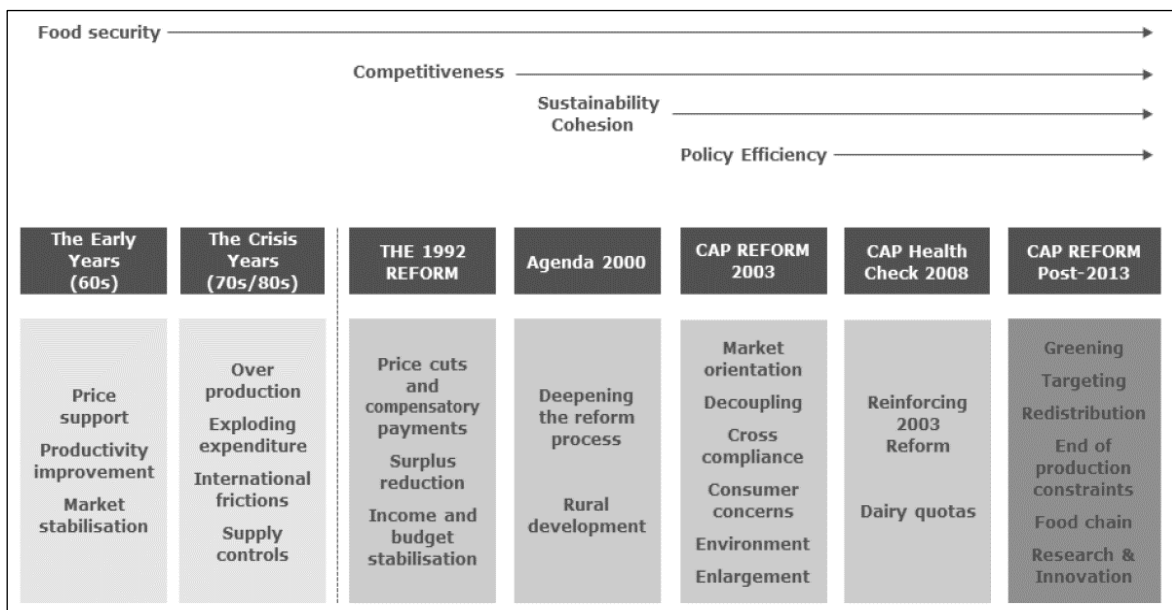 Food security
Competitiveness
Sustainability
Cohesion
Policy Efficiency
The Early
Years
(60s)
The Crisis
Years
(70s/80s)
THE 1992
REFORM
Agenda 2000
CAP REFORM
2003
CAP Health
Check 2008
CAP REFORM
Post-2013
Price
support
Productivity
improvement
Market
stabilisation
Over
production
Exploding
expenditure
International
frictions
Supply
controls
Price cuts
and
compensatory
payments
Surplus
reduction
Income and
budget
stabilisation
Deepening
the reform
process
Rural
development
Market
orientation
Decoupling
Cross
compliance
Consumer
concerns
Environment
Enlargement
Reinforcing
2003
Reform
Dairy quotas
Greening
Targeting
Redistribution
End of
production
constraints
Food chain
Research &
Innovation